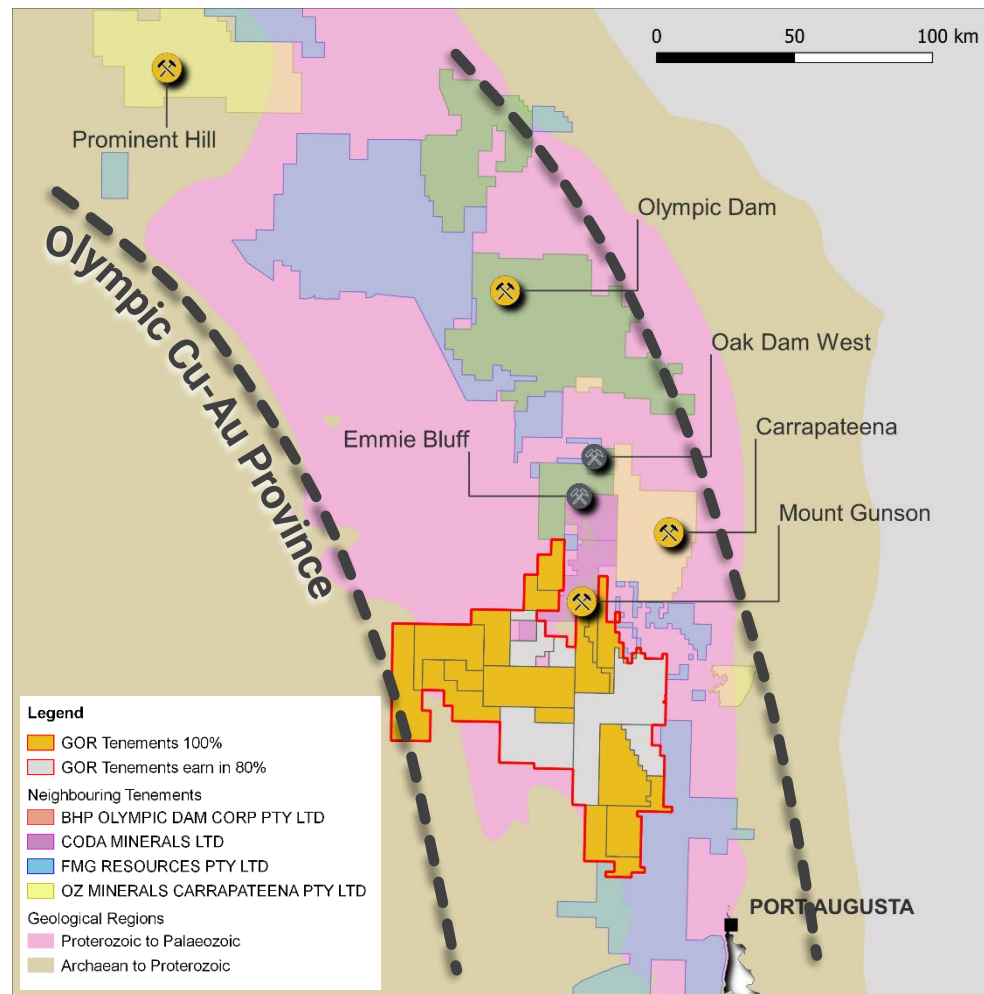 0 50 100 km
Prominent Hill
Olympic Dam
Olympic Cu-Au Province
Oak Dam West
Carrapateena
Emmie Bluff
Mount Gunson
Legend
GOR Tenements 100%
GOR Tenements earn in 80%
Neighbouring Tenements
BHP OLYMPIC DAM CORP PTY LTD
CODA MINERALS LTD
FMG RESOURCES PTY LTD
OZ MINERALS CARRAPATEENA PTY LTD
Geological Regions
Proterozoic to Palaeozoic
Archaean to Proterozoic
PORT AUGUSTA